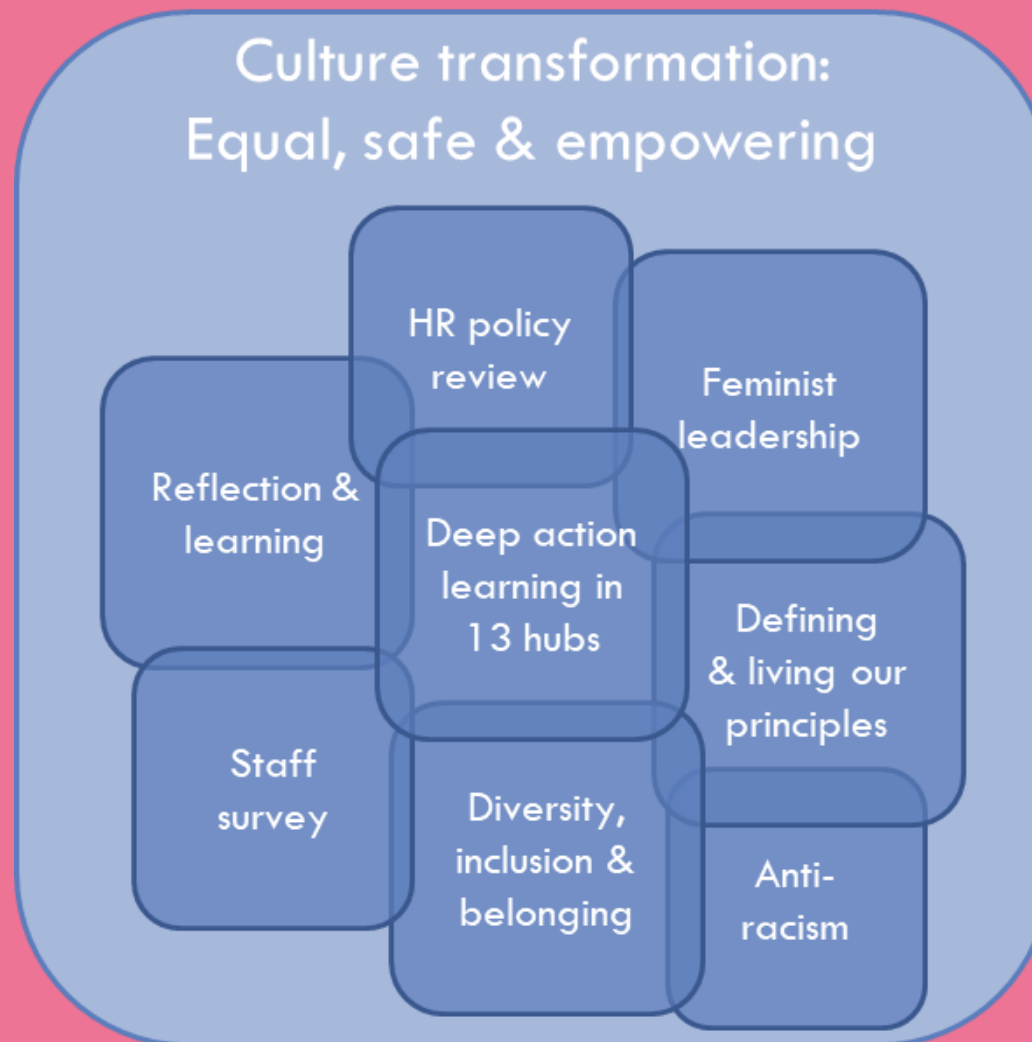 Culture transformation:
Equal, safe & empowering
HR policy
review
Feminist
leadership
Reflection &
learning
Deep action
learning in
13 hubs
Defining
& living our
principles
Staff
survey
Diversity,
inclusion &
belonging
Anti-
racism